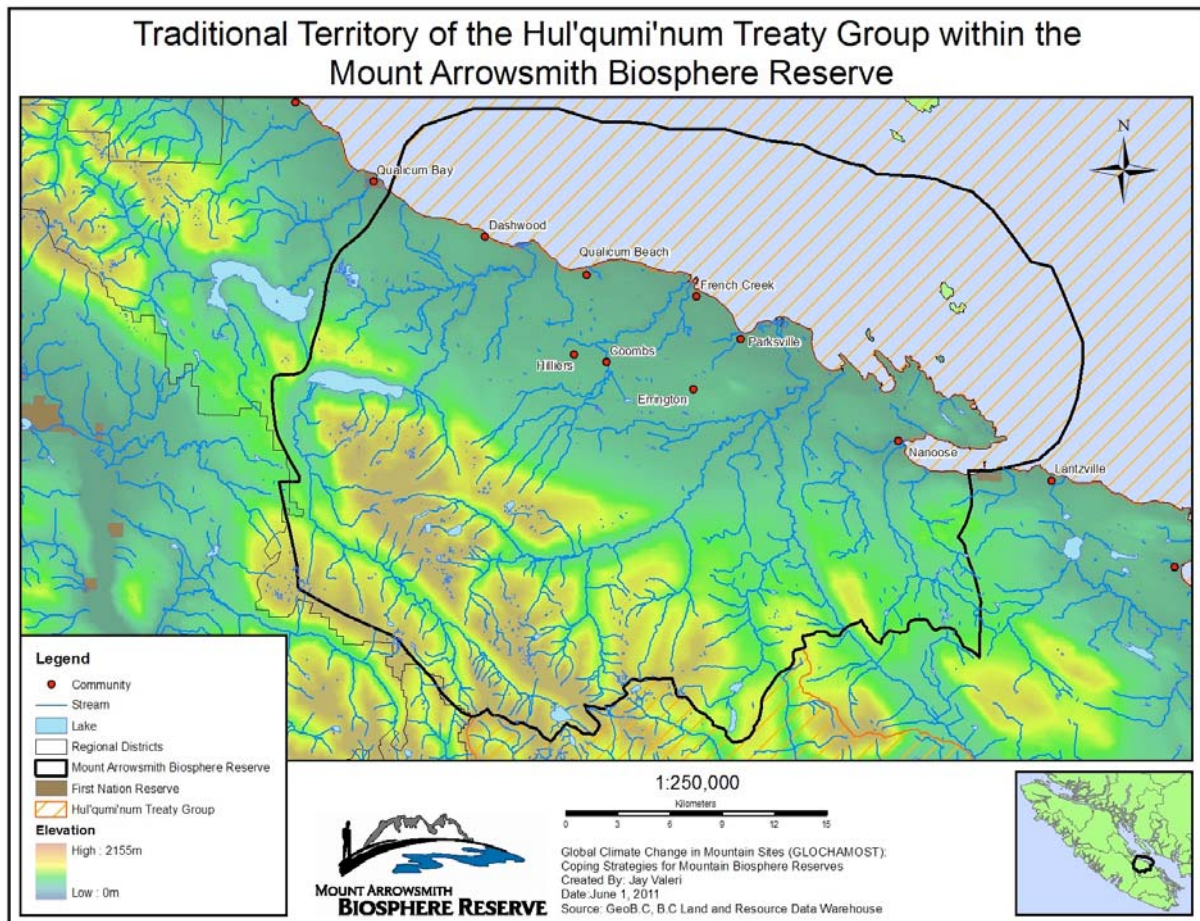 Traditional Territory of the Hul'qumi'num Treaty Group within the
Mount Arrowsmith Biosphere Reserve
N
Qualicum Bay
Dashwood
Qualicum Beach
French Creek
Parksville
Hilliers
Coombs
Errington
Nanoose
Lantzville
Legend
Community
Stream
Lake
Regional Districts
Mount Arrowsmith Biosphere Reserve
First Nation Reserve
Hul'qumi'num Treaty Group
Elevation
High : 2155m
Low : 0m
MOUNT ARROWSMITH
BIOSPHERE RESERVE
1:250,000
Kilometers
0 3 6 9 12 15
Global Climate Change in Mountain Sites (GLOCHAMOST):
Coping Strategies for Mountain Biosphere Reserves
Created By: Jay Valeri
Date:June 1, 2011
Source: GeoB.C, B.C Land and Resource Data Warehouse